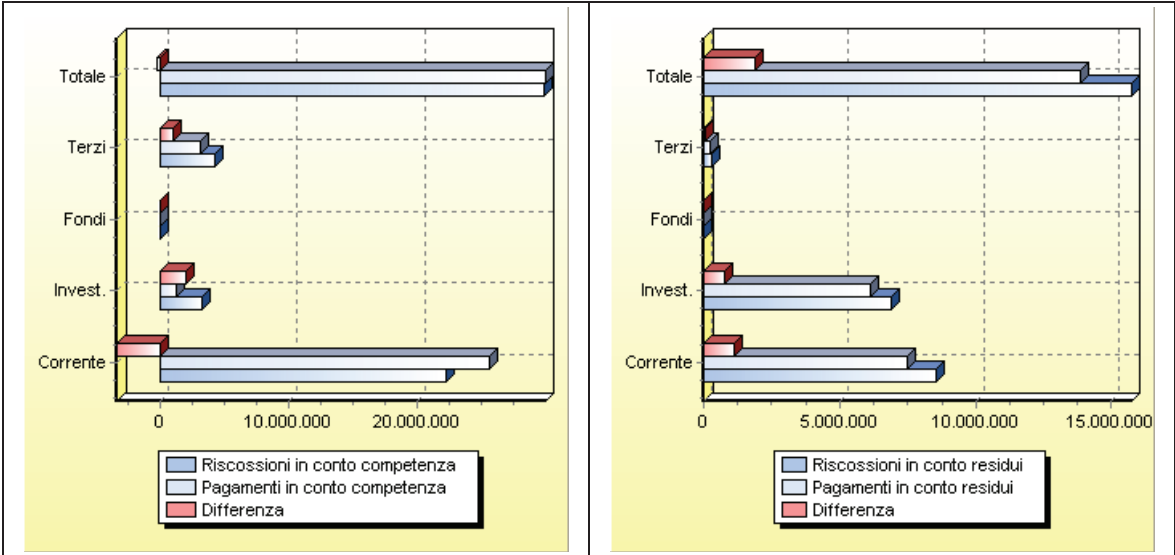 Totale
Terzi
Fondi
Invest.
Corrente
0 10.000.000 20.000.000
Riscossioni in conto competenza
Pagamenti in conto competenza
Differenza
Totale
Terzi
Fondi
Invest.
Corrente
0 5.000.000 10.000.000 15.000.000
Riscossioni in conto residui
Pagamenti in conto residui
Differenza